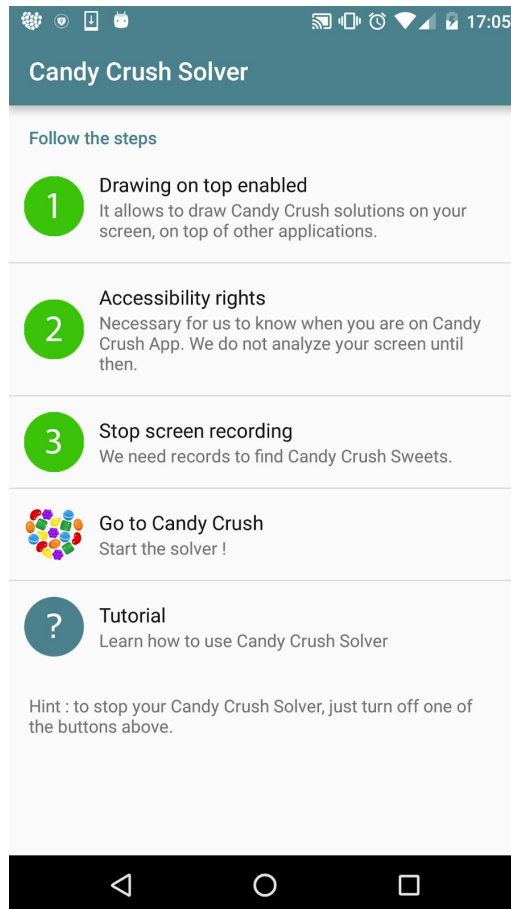 17:05
Candy Crush Solver
Follow the steps
1
Drawing on top enabled
It allows to draw Candy Crush solutions on your
screen, on top of other applications.
2
Accessibility rights
Necessary for us to know when you are on Candy
Crush App. We do not analyze your screen until
then.
3
Stop screen recording
We need records to find Candy Crush Sweets.
Go to Candy Crush
Start the solver !
?
Tutorial
Learn how to use Candy Crush Solver
Hint : to stop your Candy Crush Solver, just turn off one of
the buttons above.